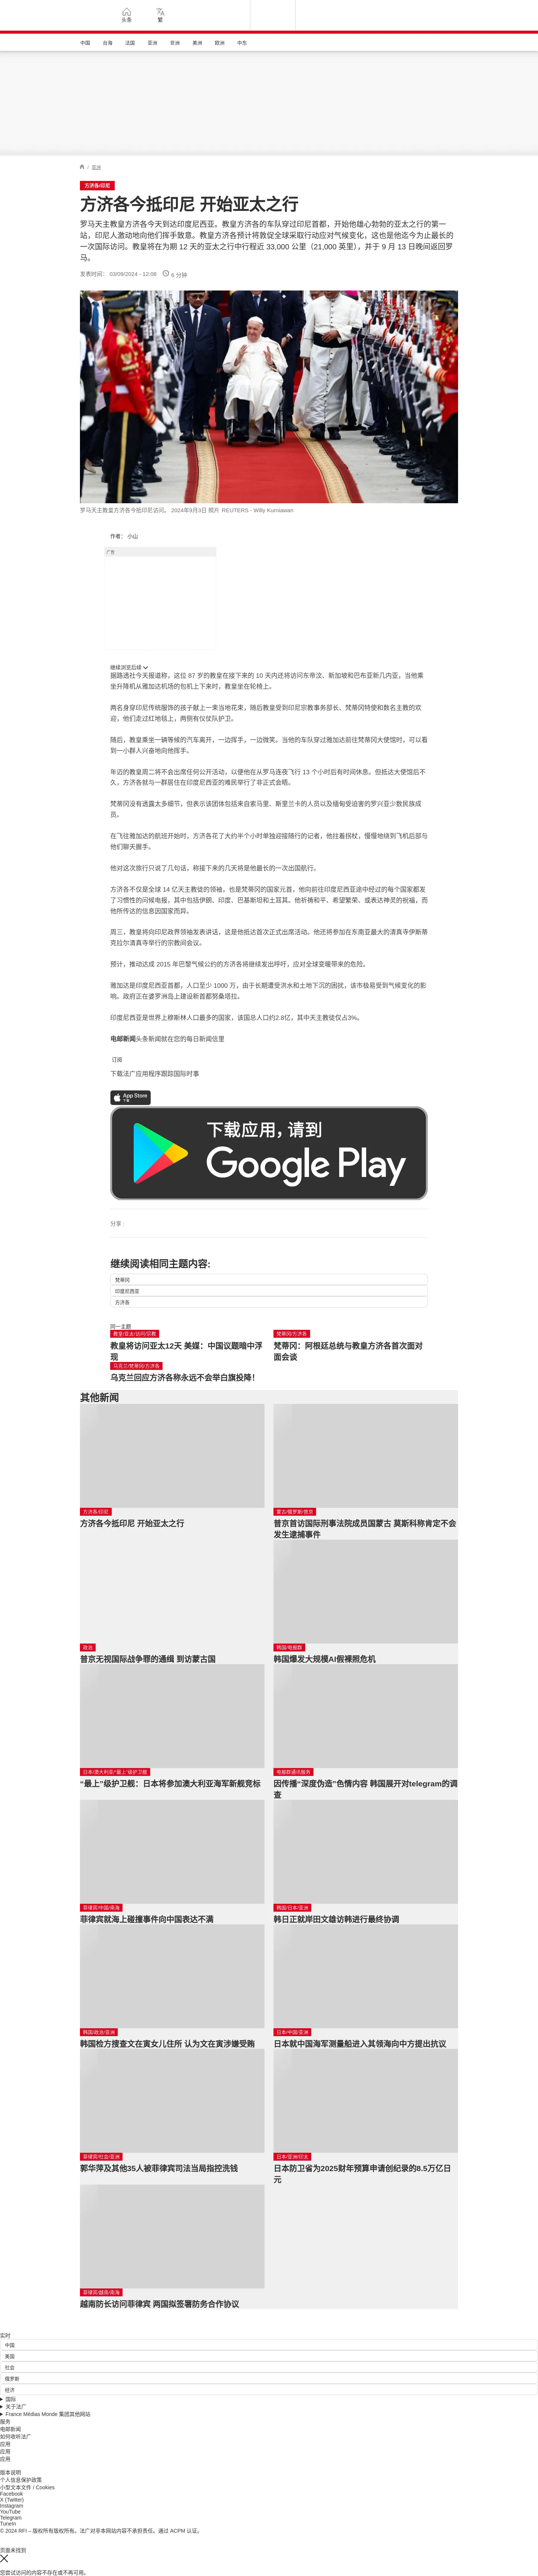 头条
繁
中国 台湾 法国 亚洲 非洲 美洲 欧洲 中东
/ 亚洲
方济各/印尼
方济各今抵印尼 开始亚太之行
罗马天主教皇方济各今天到达印度尼西亚。教皇方济各的车队穿过印尼首都，开始他雄心勃勃的亚太之行的第一
站，印尼人激动地向他们挥手致意。教皇方济各预计将敦促全球采取行动应对气候变化，这也是他迄今为止最长的
一次国际访问。教皇将在为期 12 天的亚太之行中行程近 33,000 公里（21,000 英里），并于 9 月 13 日晚间返回罗
马。
发表时间： 03/09/2024 - 12:08 6 分钟
罗马天主教皇方济各今抵印尼访问。 2024年9月3日 照片 REUTERS - Willy Kurniawan
作者： 小山
广告
继续浏览后续
据路透社今天报道称，这位 87 岁的教皇在接下来的 10 天内还将访问东帝汶、新加坡和巴布亚新几内亚，当他乘
坐升降机从雅加达机场的包机上下来时，教皇坐在轮椅上。
两名身穿印尼传统服饰的孩子献上一束当地花束，随后教皇受到印尼宗教事务部长、梵蒂冈特使和数名主教的欢
迎，他们走过红地毯上，两侧有仪仗队护卫。
随后，教皇乘坐一辆等候的汽车离开，一边挥手，一边微笑。当他的车队穿过雅加达前往梵蒂冈大使馆时，可以看
到一小群人兴奋地向他挥手。
年迈的教皇周二将不会出席任何公开活动，以便他在从罗马连夜飞行 13 个小时后有时间休息。但抵达大使馆后不
久，方济各就与一群居住在印度尼西亚的难民举行了非正式会晤。
梵蒂冈没有透露太多细节，但表示该团体包括来自索马里、斯里兰卡的人员以及缅甸受迫害的罗兴亚少数民族成
员。
在飞往雅加达的航班开始时，方济各花了大约半个小时单独迎接随行的记者，他拄着拐杖，慢慢地绕到飞机后部与
他们聊天握手。
他对这次旅行只说了几句话，称接下来的几天将是他最长的一次出国航行。
方济各不仅是全球 14 亿天主教徒的领袖，也是梵蒂冈的国家元首，他向前往印度尼西亚途中经过的每个国家都发
了习惯性的问候电报，其中包括伊朗、印度、巴基斯坦和土耳其。他祈祷和平、希望繁荣、或表达神灵的祝福，而
他所传达的信息因国家而异。
周三，教皇将向印尼政界领袖发表讲话，这是他抵达首次正式出席活动。他还将参加在东南亚最大的清真寺伊斯蒂
克拉尔清真寺举行的宗教间会议。
预计，推动达成 2015 年巴黎气候公约的方济各将继续发出呼吁，应对全球变暖带来的危险。
雅加达是印度尼西亚首都，人口至少 1000 万，由于长期遭受洪水和土地下沉的困扰，该市极易受到气候变化的影
响。政府正在婆罗洲岛上建设新首都努桑塔拉。
印度尼西亚是世界上穆斯林人口最多的国家，该国总人口约2.8亿，其中天主教徒仅占3%。
电邮新闻头条新闻就在您的每日新闻信里
订阅
下载法广应用程序跟踪国际时事
App Store
下载
下载应用，请到
Google Play
分享 :
继续阅读相同主题内容:
梵蒂冈
印度尼西亚
方济各
同一主题
教皇/亚太/访问/宗教
教皇将访问亚太12天 美媒：中国议题暗中浮
现
梵蒂冈/方济各
梵蒂冈：阿根廷总统与教皇方济各首次面对
面会谈
乌克兰/梵蒂冈/方济各
乌克兰回应方济各称永远不会举白旗投降！
其他新闻
方济各/印尼
方济各今抵印尼 开始亚太之行
蒙古/俄罗斯/普京
普京首访国际刑事法院成员国蒙古 莫斯科称肯定不会
发生逮捕事件
政治
普京无视国际战争罪的通缉 到访蒙古国
韩国/电报群
韩国爆发大规模AI假裸照危机
日本/澳大利亚/“最上”级护卫舰
“最上”级护卫舰：日本将参加澳大利亚海军新舰竞标
电报群通讯服务
因传播“深度伪造”色情内容 韩国展开对telegram的调
查
菲律宾/中国/南海
菲律宾就海上碰撞事件向中国表达不满
韩国/日本/亚洲
韩日正就岸田文雄访韩进行最终协调
韩国/政治/亚洲
韩国检方搜查文在寅女儿住所 认为文在寅涉嫌受贿
日本/中国/亚洲
日本就中国海军测量船进入其领海向中方提出抗议
菲律宾/社会/亚洲
郭华萍及其他35人被菲律宾司法当局指控洗钱
日本/亚洲/印太
日本防卫省为2025财年预算申请创纪录的8.5万亿日
元
菲律宾/越南/南海
越南防长访问菲律宾 两国拟签署防务合作协议
实时
中国
美国
社会
俄罗斯
经济
国际
关于法广
France Médias Monde 集团其他网站
服务
电邮新闻
如何收听法广
应用
应用
应用
版本说明
个人信息保护政策
小型文本文件 / Cookies
Facebook
X (Twitter)
Instagram
YouTube
Telegram
TuneIn
© 2024 RFI – 版权所有版权所有。法广对非本网站内容不承担责任。通过 ACPM 认证。
页面未找到
您尝试访问的内容不存在或不再可用。